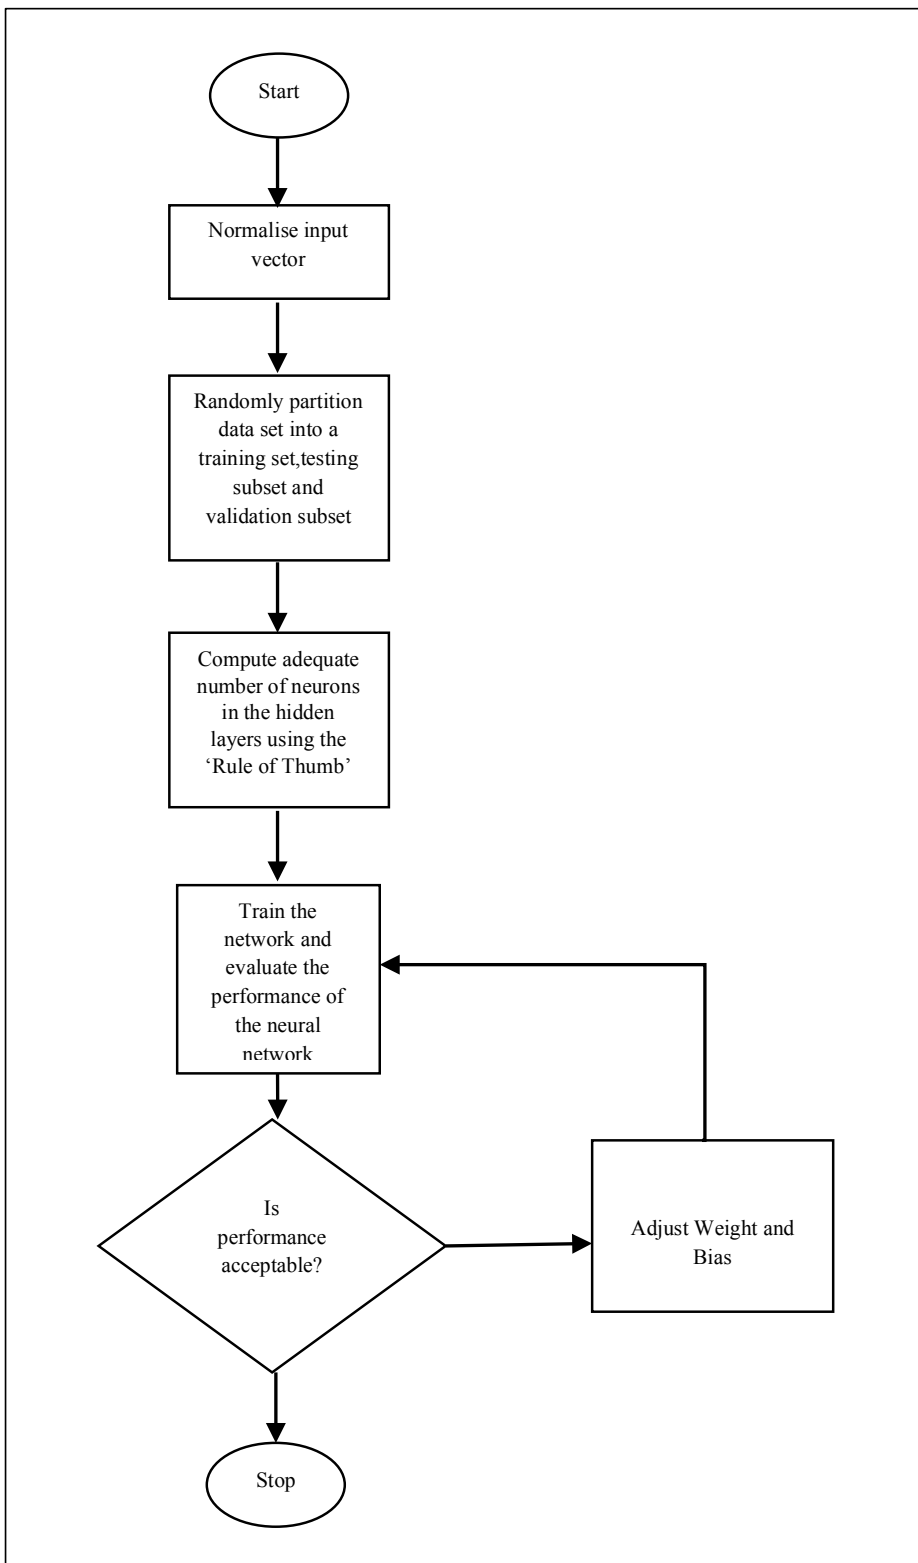 Start
Normalise input
vector
Randomly partition
data set into a
training set,testing
subset and
validation subset
Compute adequate
number of neurons
in the hidden
layers using the
‘Rule of Thumb’
Train the
network and
evaluate the
performance of
the neural
network
Is
performance
acceptable?
Adjust Weight and
Bias
Stop